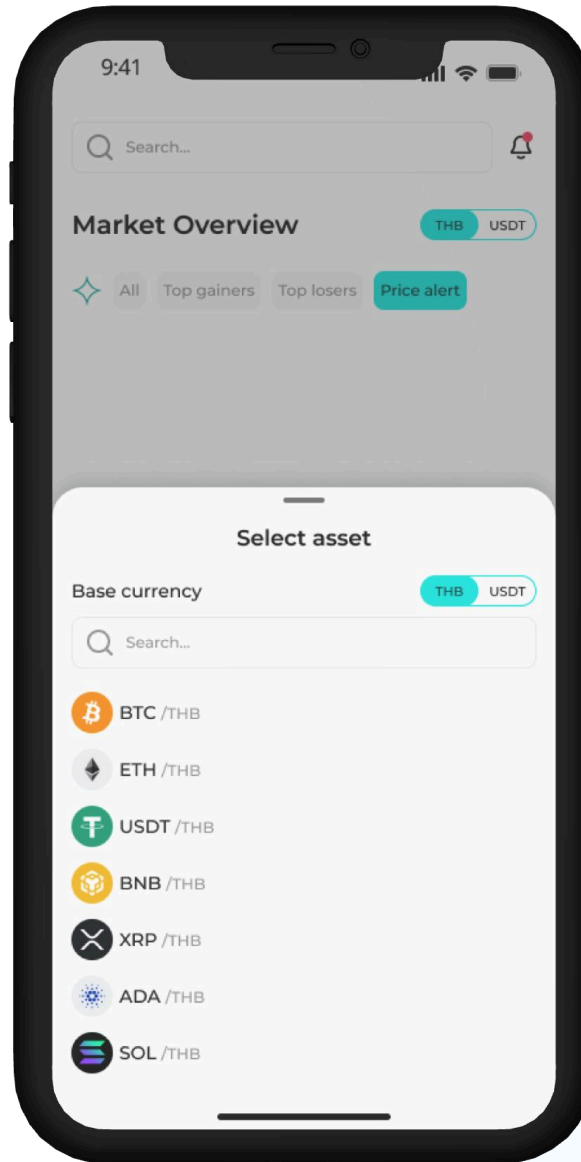 9:41
Search...
Market Overview THB USDT
All Top gainers Top losers Price alert
Select asset
Base currency THB USDT
Search...
BTC /THB
ETH /THB
USDT /THB
BNB /THB
XRP /THB
ADA /THB
SOL /THB